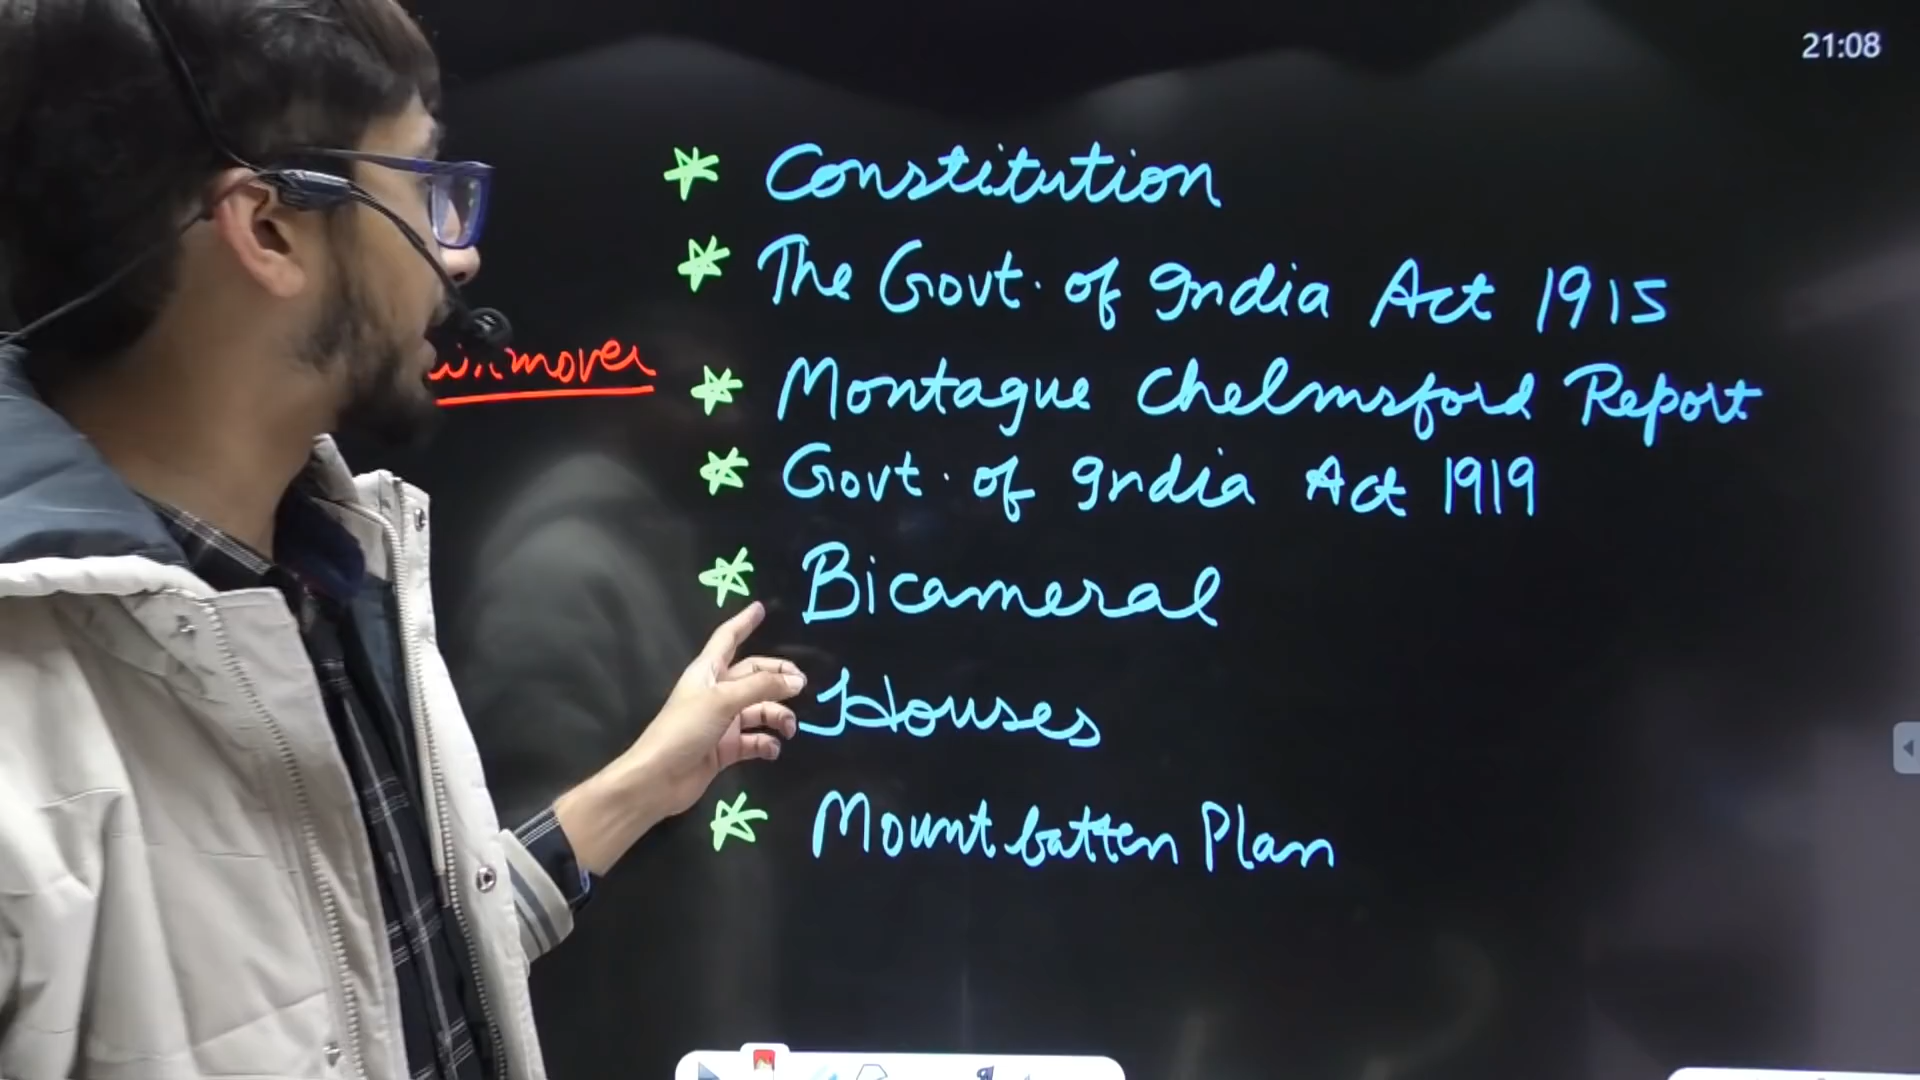 21:08
* Constitution
* The Govt. of India Act 1915
* Montague Chelmsford Report
* Govt. of India Act 1919
* Bicameral
Houses
* Mountbatten Plan